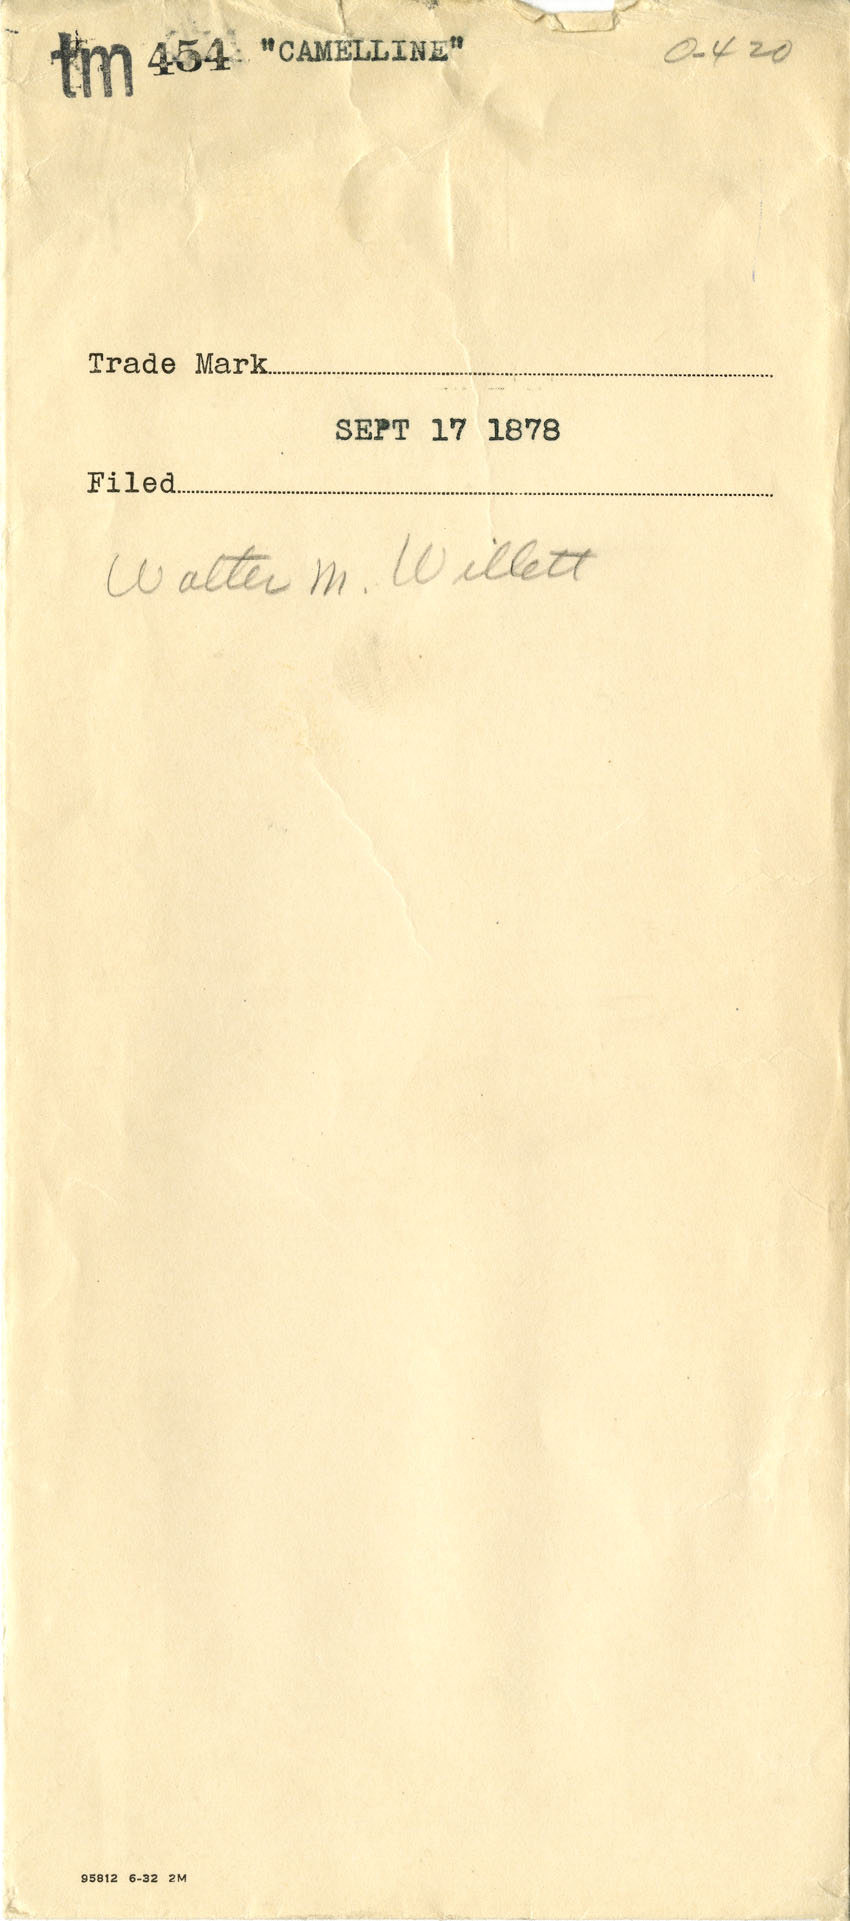 tm 454 "CAMELLINE" 0-420
Trade Mark
SEPT 17 1878
Filed
Walter M. Willett
95812 6-32 2M